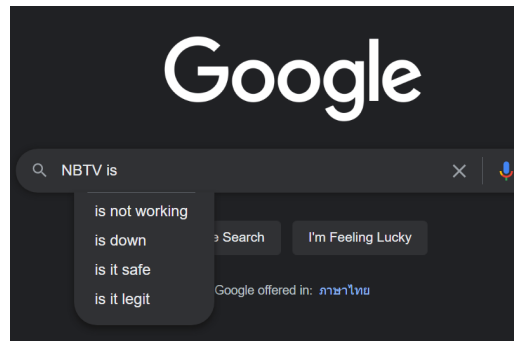 Google
NBTV is
is not working
is down
is it safe
is it legit
e Search
I'm Feeling Lucky
Google offered in: ภาษาไทย